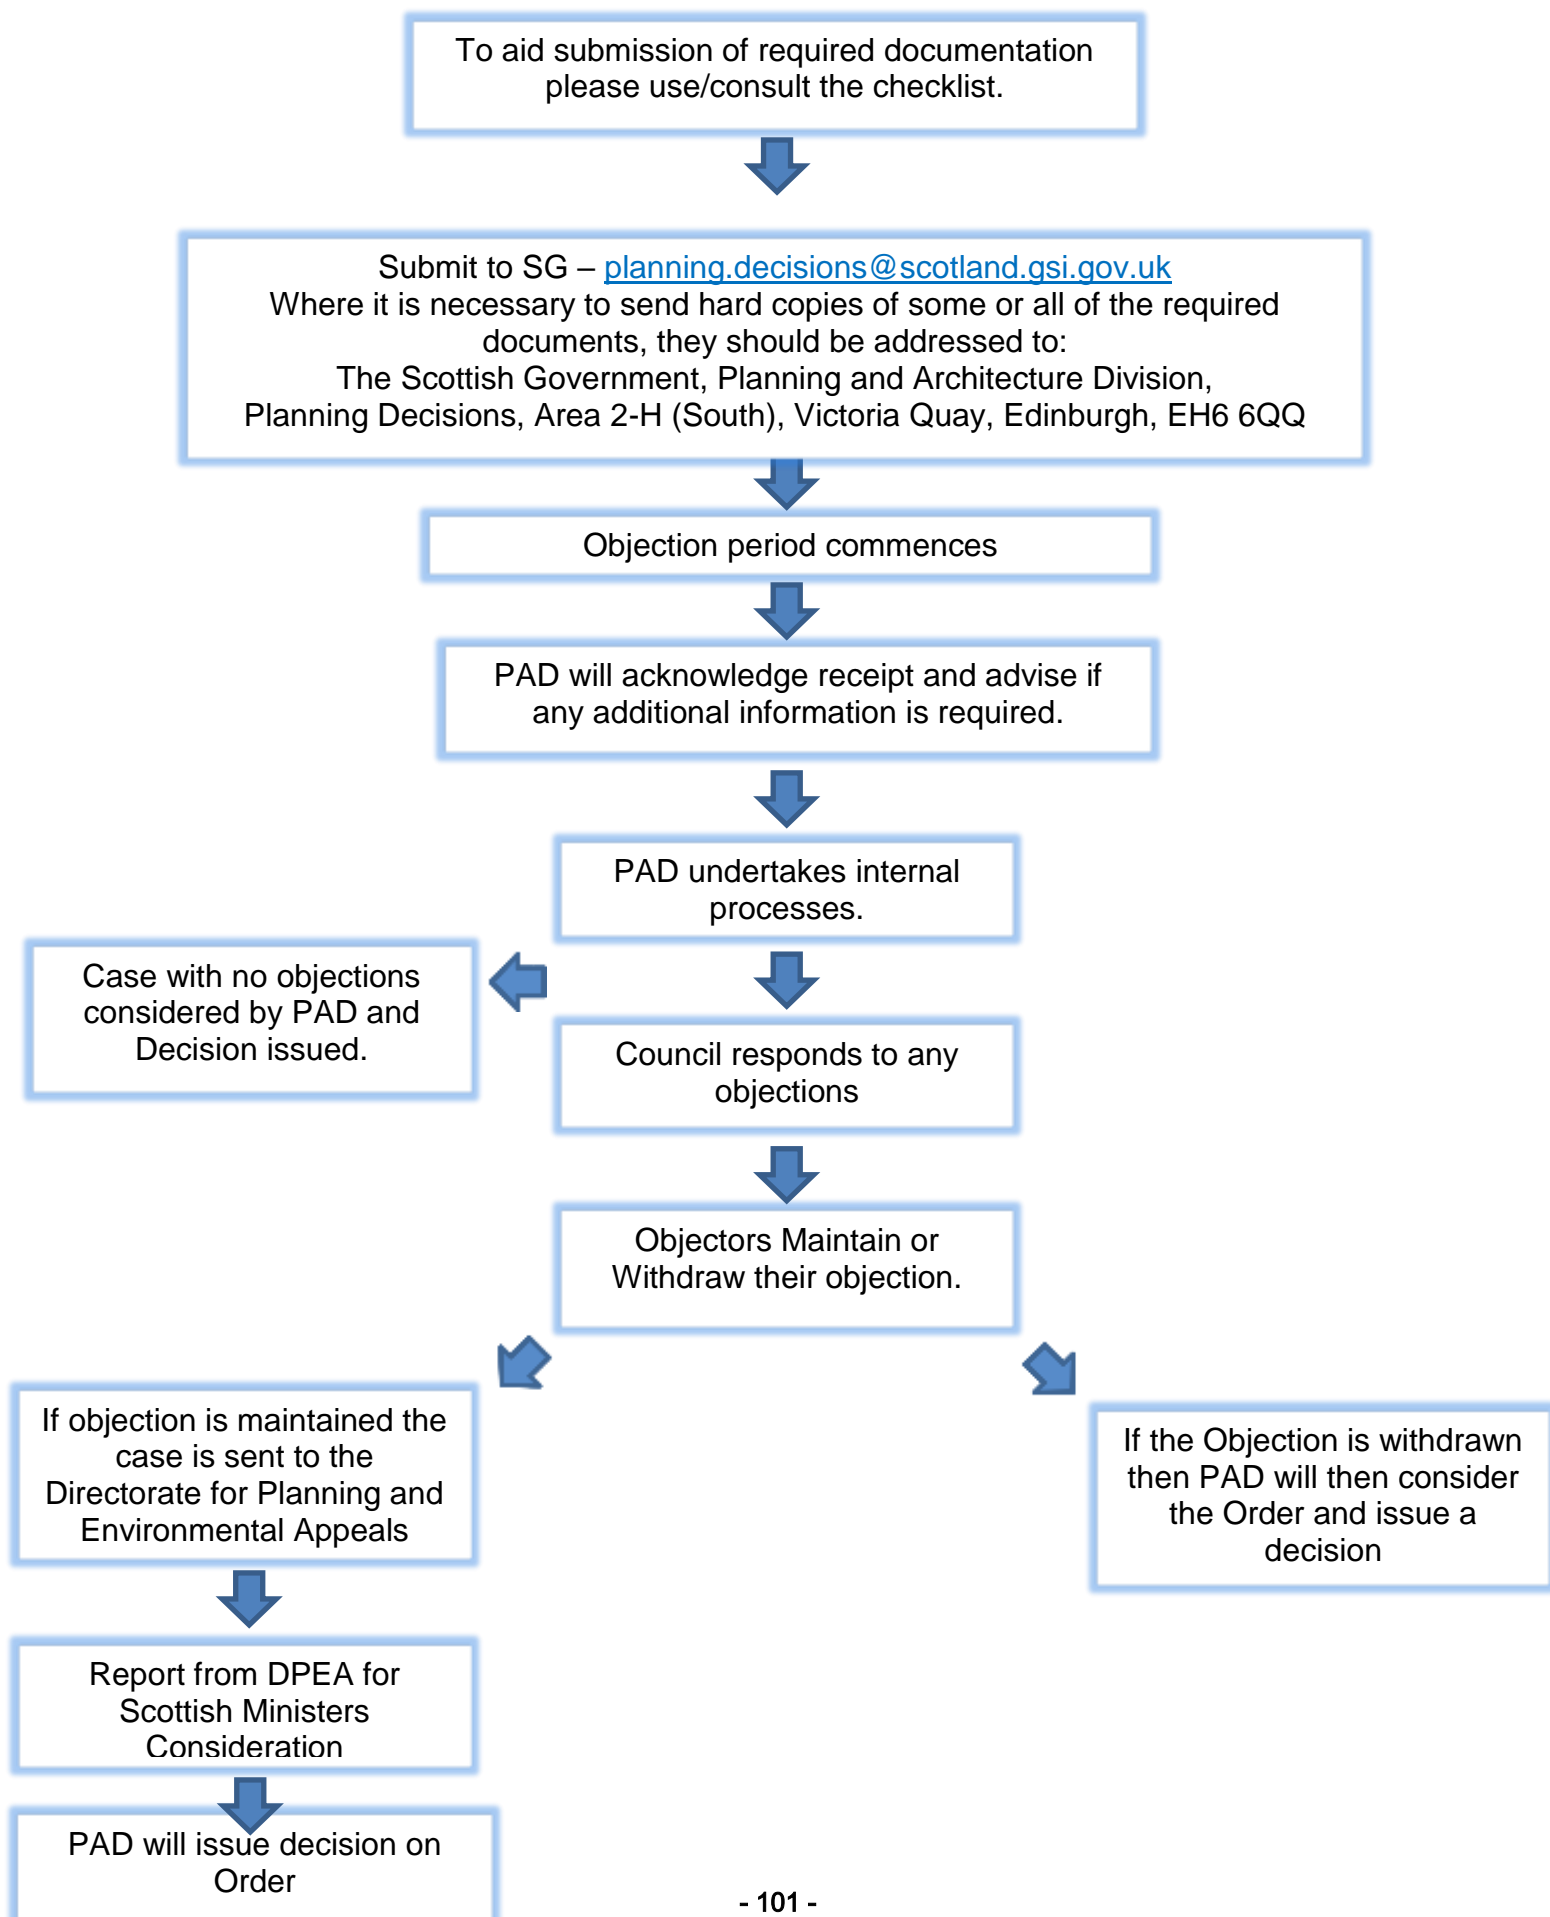 To aid submission of required documentation
please use/consult the checklist.
Submit to SG – planning.decisions@scotland.gsi.gov.uk
Where it is necessary to send hard copies of some or all of the required
documents, they should be addressed to:
The Scottish Government, Planning and Architecture Division,
Planning Decisions, Area 2-H (South), Victoria Quay, Edinburgh, EH6 6QQ
Objection period commences
PAD will acknowledge receipt and advise if
any additional information is required.
PAD undertakes internal
processes.
Case with no objections
considered by PAD and
Decision issued.
Council responds to any
objections
Objectors Maintain or
Withdraw their objection.
If objection is maintained the
case is sent to the
Directorate for Planning and
Environmental Appeals
If the Objection is withdrawn
then PAD will then consider
the Order and issue a
decision
Report from DPEA for
Scottish Ministers
Consideration
PAD will issue decision on
Order
- 101 -